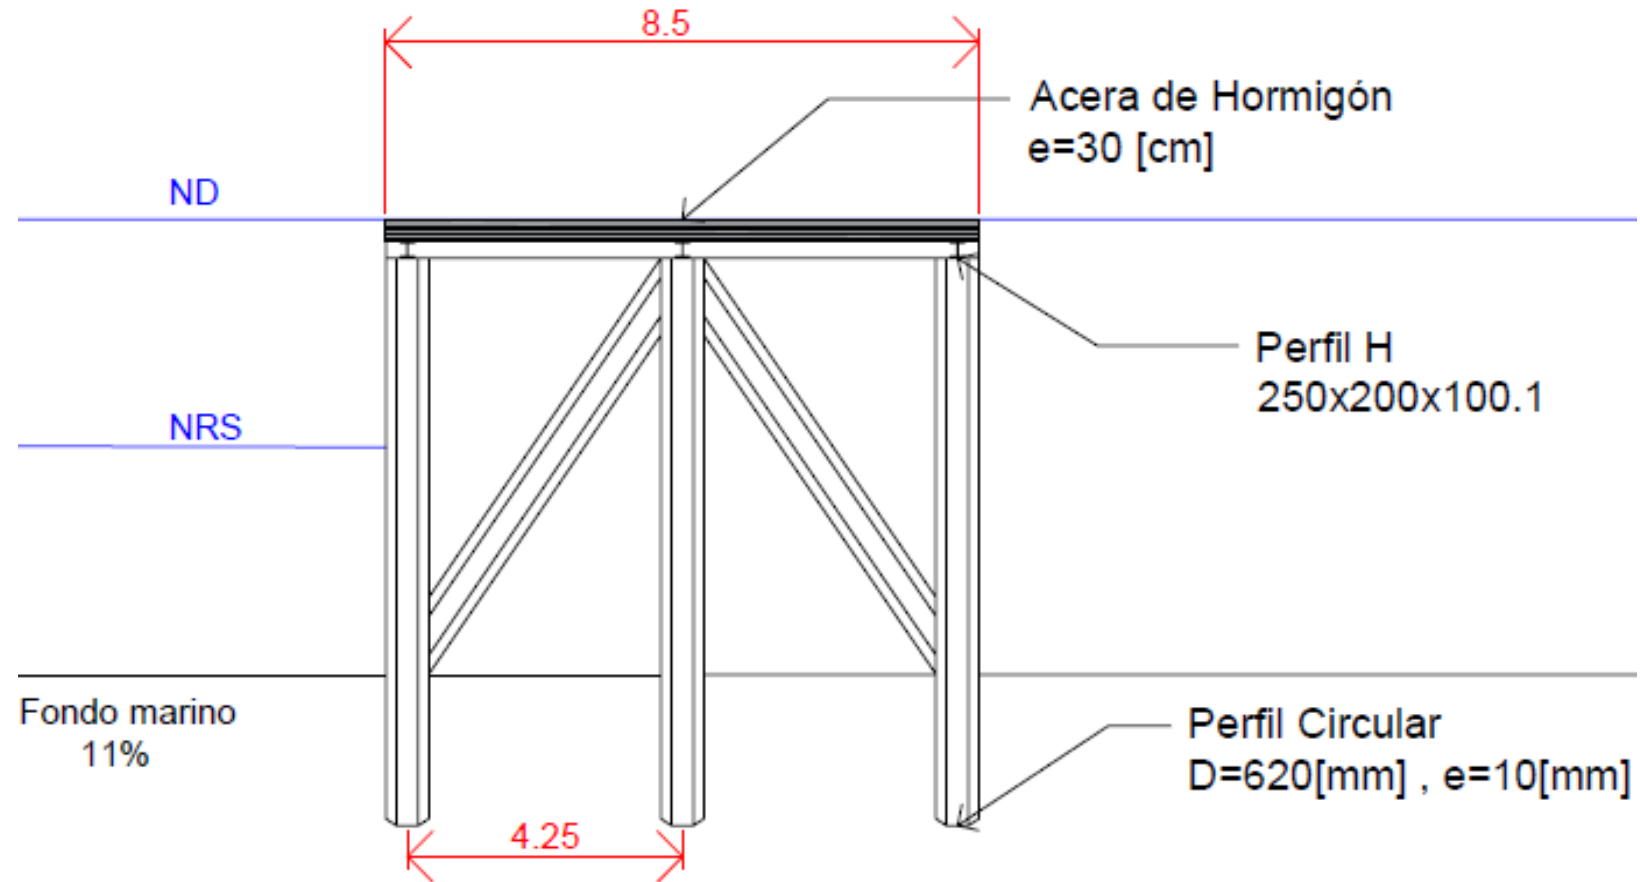 8.5
Acera de Hormigón
e=30 [cm]
ND
Perfil H
250x200x100.1
NRS
Fondo marino
11%
Perfil Circular
D=620[mm] , e=10[mm]
4.25